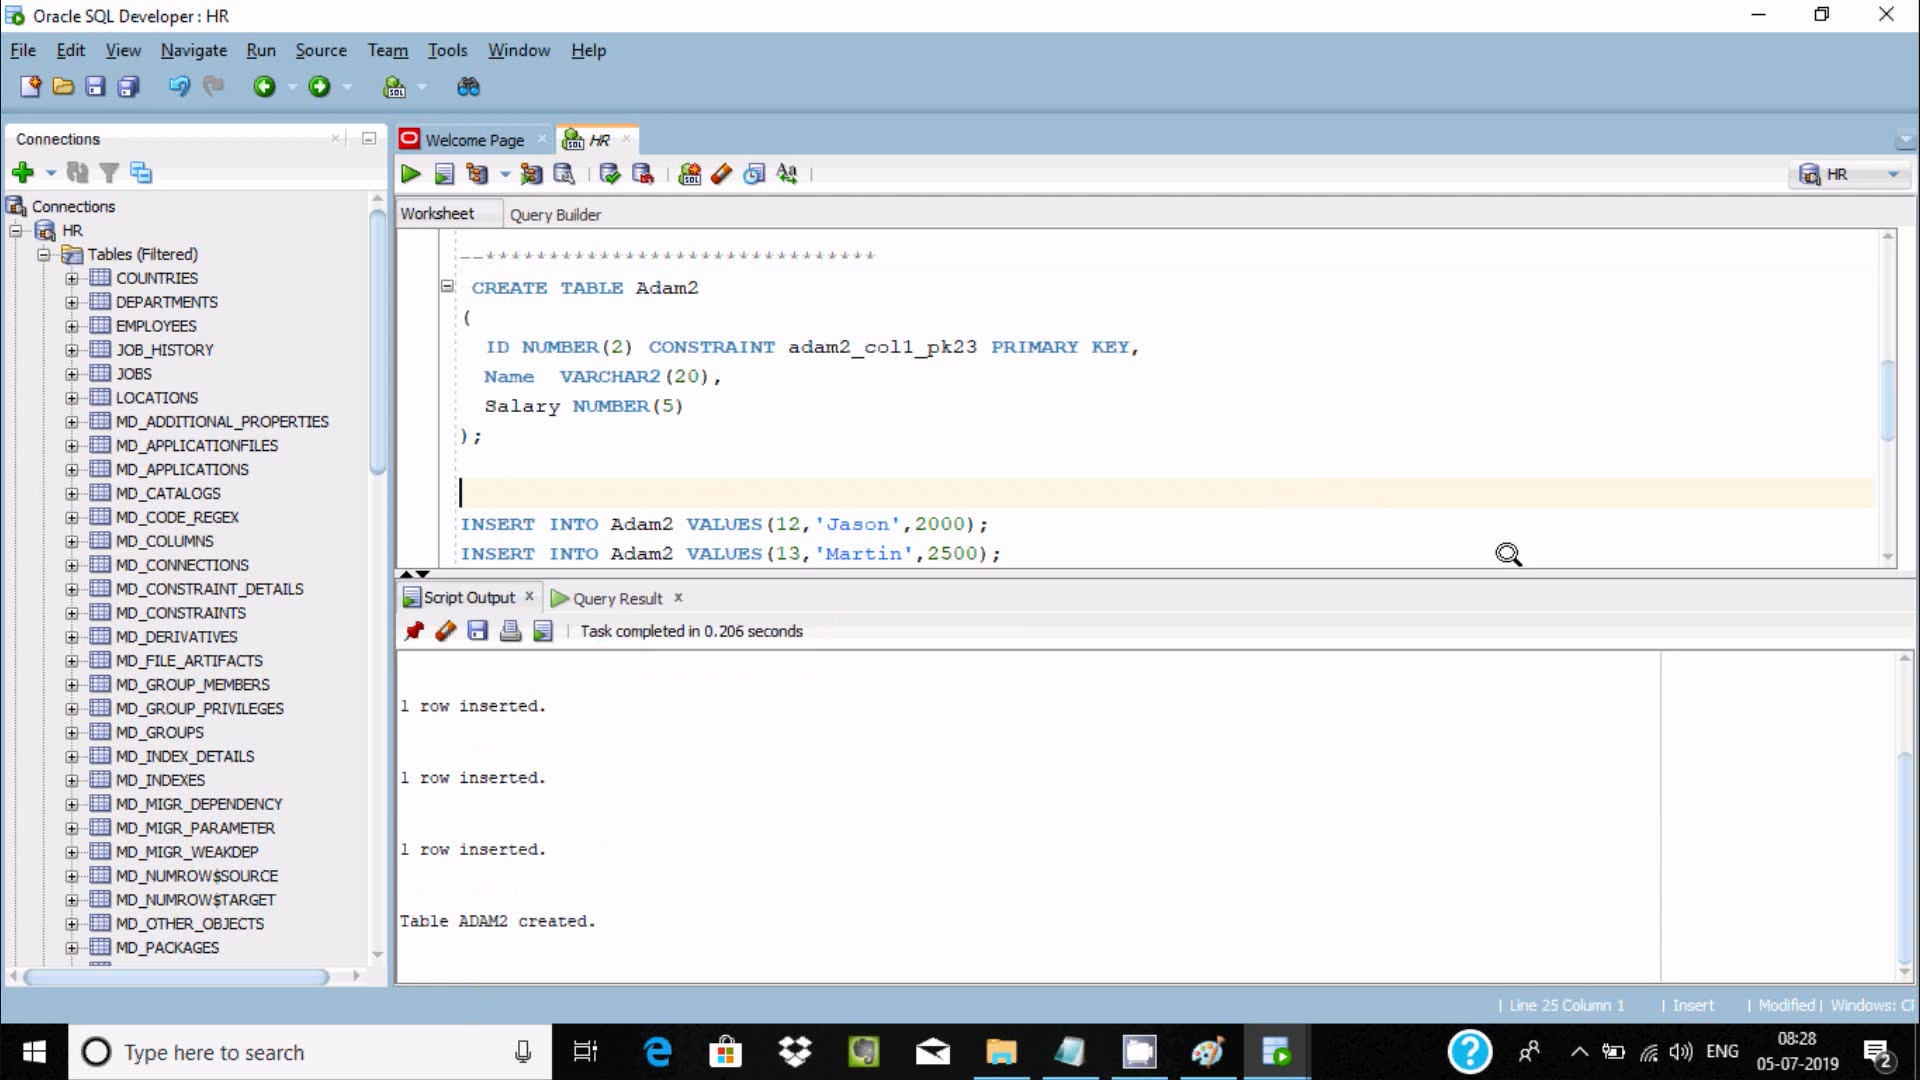 Oracle SQL Developer : HR
File Edit View Navigate Run Source Team Tools Window Help
Connections
Welcome Page
HR
HR
Worksheet
Query Builder
Connections
HR
Tables (Filtered)
COUNTRIES
DEPARTMENTS
EMPLOYEES
JOB_HISTORY
JOBS
LOCATIONS
MD_ADDITIONAL_PROPERTIES
MD_APPLICATIONFILES
MD_APPLICATIONS
MD_CATALOGS
MD_CODE_REGEX
MD_COLUMNS
MD_CONNECTIONS
MD_CONSTRAINT_DETAILS
MD_CONSTRAINTS
MD_DERIVATIVES
MD_FILE_ARTIFACTS
MD_GROUP_MEMBERS
MD_GROUP_PRIVILEGES
MD_GROUPS
MD_INDEX_DETAILS
MD_INDEXES
MD_MIGR_DEPENDENCY
MD_MIGR_PARAMETER
MD_MIGR_WEAKDEP
MD_NUMROW$SOURCE
MD_NUMROW$TARGET
MD_OTHER_OBJECTS
MD_PACKAGES
--*******************************
CREATE TABLE Adam2
(
ID NUMBER(2) CONSTRAINT adam2_col1_pk23 PRIMARY KEY,
Name VARCHAR2(20),
Salary NUMBER(5)
);
INSERT INTO Adam2 VALUES(12,'Jason',2000);
INSERT INTO Adam2 VALUES(13,'Martin',2500);
Script Output
Query Result
Task completed in 0.206 seconds
1 row inserted.
1 row inserted.
1 row inserted.
Table ADAM2 created.
| Line 25 Column 1 | Insert | Modified | Windows:
Type here to search
ENG
08:28
05-07-2019
2